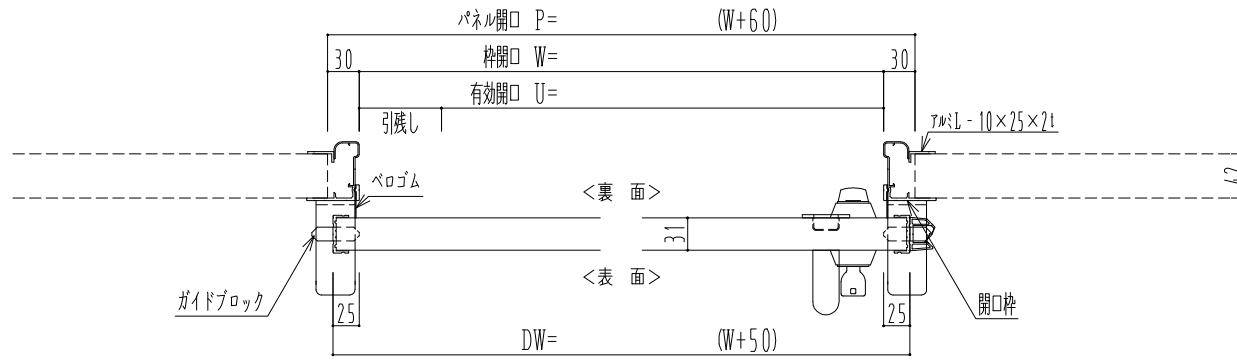 パネル開口 P= (W+60)
30 枠開口 W= 30
有効開口 U=
引残し
アルミL - 10×25×2t
ベロゴム
<裏 面>
42
31
<表 面>
ガイドブロック
開口枠
25 25
DW= (W+50)